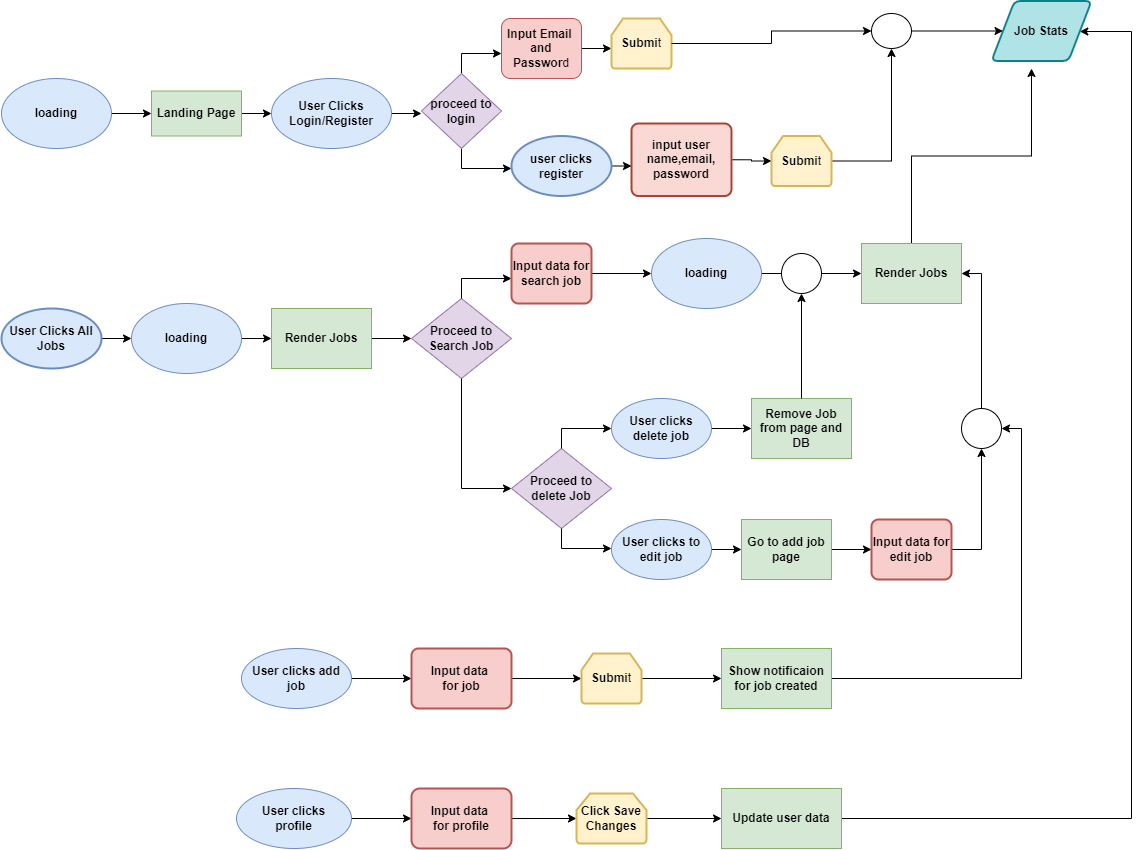 Input Email
and
Password
Submit
Job Stats
loading
Landing Page
User Clicks
Login/Register
proceed to
login
user clicks
register
input user
name,email,
password
Submit
Input data for
search job
loading
Render Jobs
User Clicks All
Jobs
loading
Render Jobs
Proceed to
Search Job
User clicks
delete job
Remove Job
from page and
DB
Proceed to
delete Job
User clicks to
edit job
Go to add job
page
Input data for
edit job
User clicks add
job
Input data
for job
Submit
Show notificaion
for job created
User clicks
profile
Input data
for profile
Click Save
Changes
Update user data